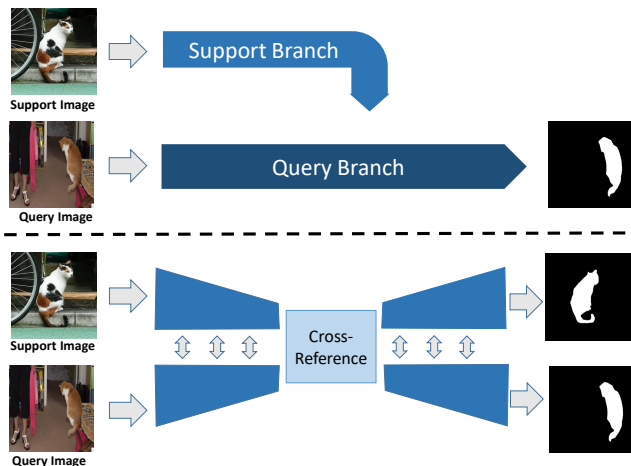 Support Branch
Support Image
Query Branch
Query Image
Support Image
Cross-
Reference
Query Image